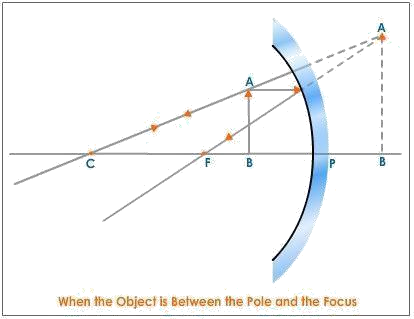 A
A
C F B P B
When the Object is Between the Pole and the Focus